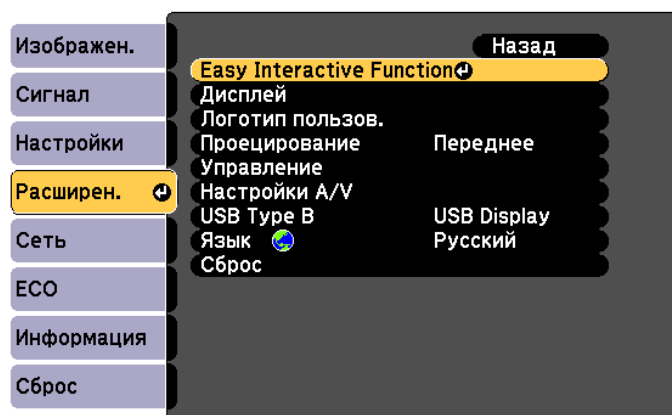 Изображен.
Сигнал
Настройки
Расширен.
Сеть
ECO
Информация
Сброс
Назад
Easy Interactive Function
Дисплей
Логотип пользов.
Проецирование Переднее
Управление
Настройки A/V
USB Type B USB Display
Язык Русский
Сброс